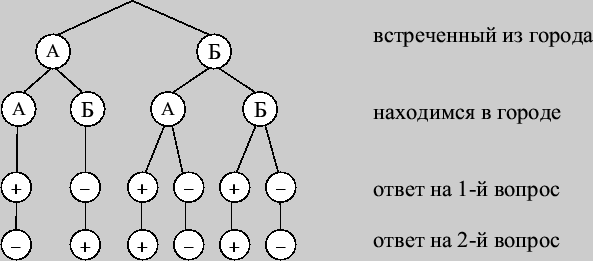 А Б встреченный из города
А Б А Б находимся в городе
+ – + – + – ответ на 1-й вопрос
– + + – + – ответ на 2-й вопрос